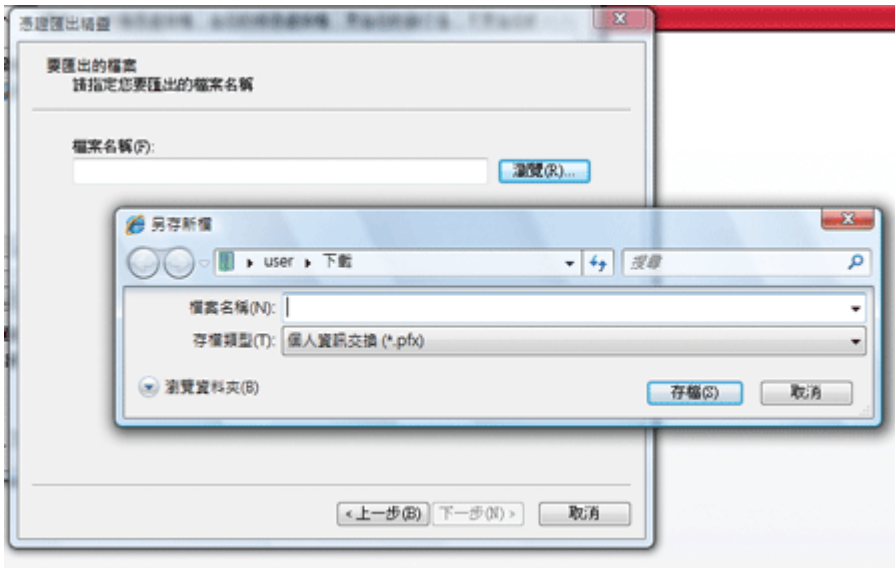 憑證匯出精靈
要匯出的檔案
請指定您要匯出的檔案名稱
檔案名稱(F):
瀏覽(R)...
另存新檔
user
下載
搜尋
檔案名稱(N):
存檔類型(T): 個人資訊交換 (*.pfx)
瀏覽資料夾(B)
存檔(S) 取消
<上一步(B) 下一步(N)> 取消